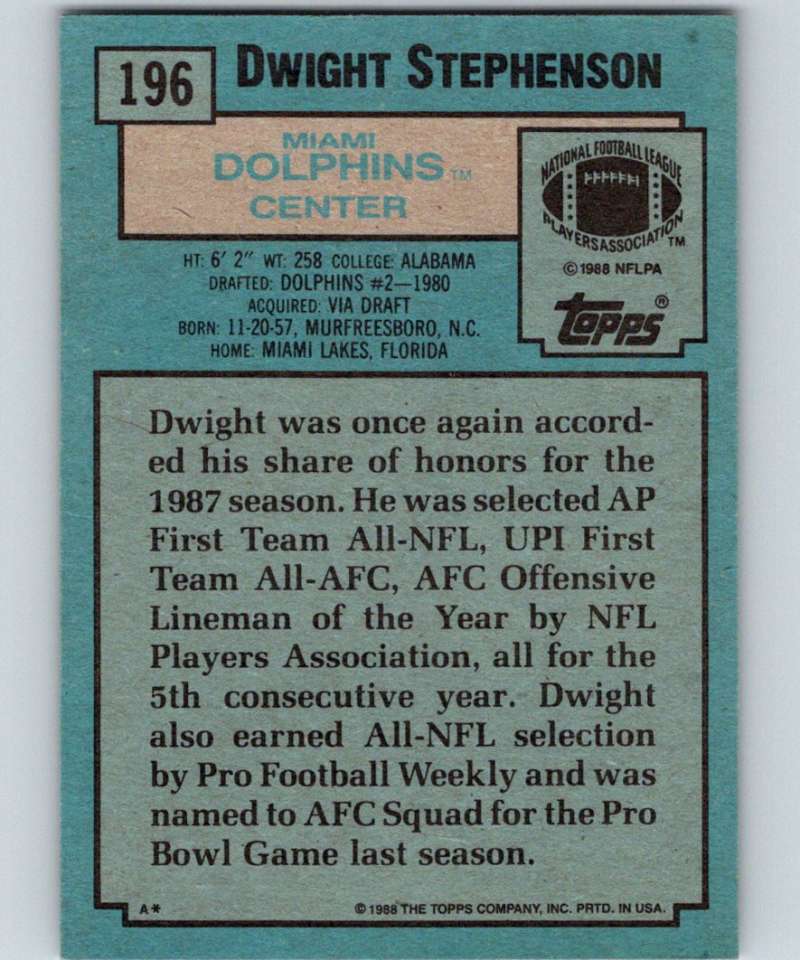 196
DWIGHT STEPHENSON
MIAMI
DOLPHINS TM
CENTER
NATIONAL FOOTBALL LEAGUE
PLAYERS ASSOCIATION TM
©1988 NFLPA
topps®
HT: 6' 2" WT: 258 COLLEGE: ALABAMA
DRAFTED: DOLPHINS #2—1980
ACQUIRED: VIA DRAFT
BORN: 11-20-57, MURFREESBORO, N.C.
HOME: MIAMI LAKES, FLORIDA
Dwight was once again accord-
ed his share of honors for the
1987 season. He was selected AP
First Team All-NFL, UPI First
Team All-AFC, AFC Offensive
Lineman of the Year by NFL
Players Association, all for the
5th consecutive year. Dwight
also earned All-NFL selection
by Pro Football Weekly and was
named to AFC Squad for the Pro
Bowl Game last season.
A*
©1988 THE TOPPS COMPANY, INC. PRTD. IN USA.